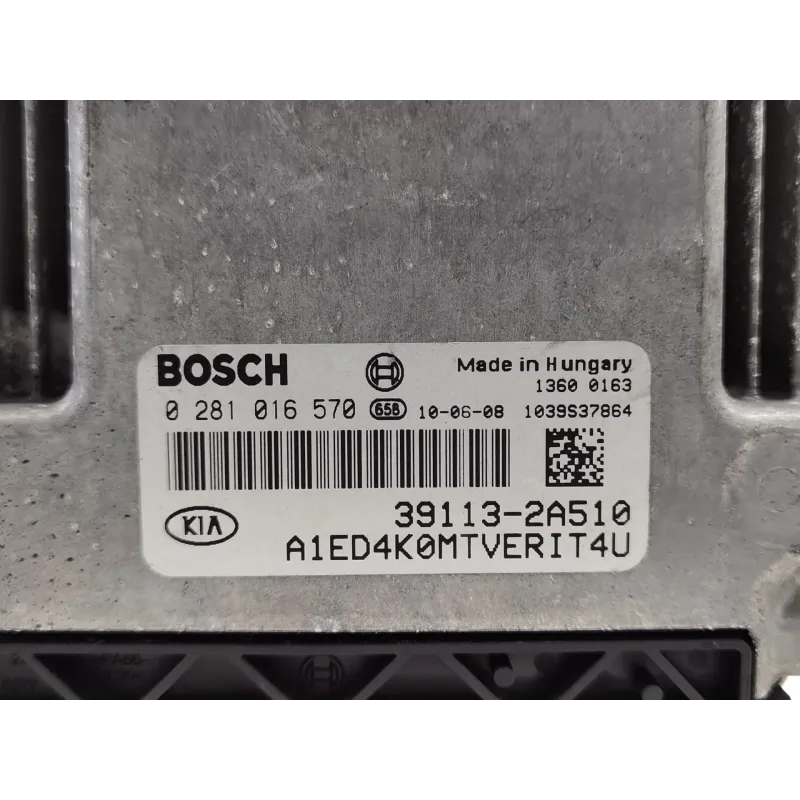 BOSCH
Made in Hungary
1360 0163
0 281 016 570 658 10-06-08 1039S37864
KIA
39113-2A510
A1ED4K0MTVERIT4U